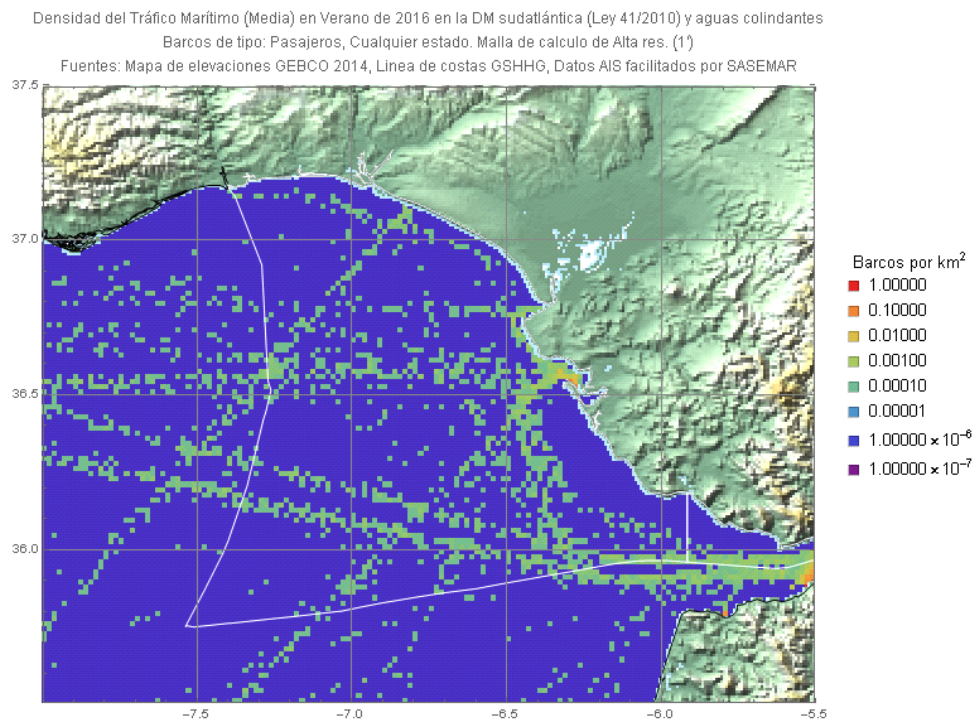 Densidad del Tráfico Marítimo (Media) en Verano de 2016 en la DM sudatlántica (Ley 41/2010) y aguas colindantes
Barcos de tipo: Pasajeros, Cualquier estado. Malla de calculo de Alta res. (1')
Fuentes: Mapa de elevaciones GEBCO 2014, Linea de costas GSHHG, Datos AIS facilitados por SASEMAR
37.5
37.0
36.5
36.0
-7.5
-7.0
-6.5
-6.0
-5.5
Barcos por km²
1.00000
0.10000
0.01000
0.00100
0.00010
0.00001
1.00000 × 10⁻⁶
1.00000 × 10⁻⁷